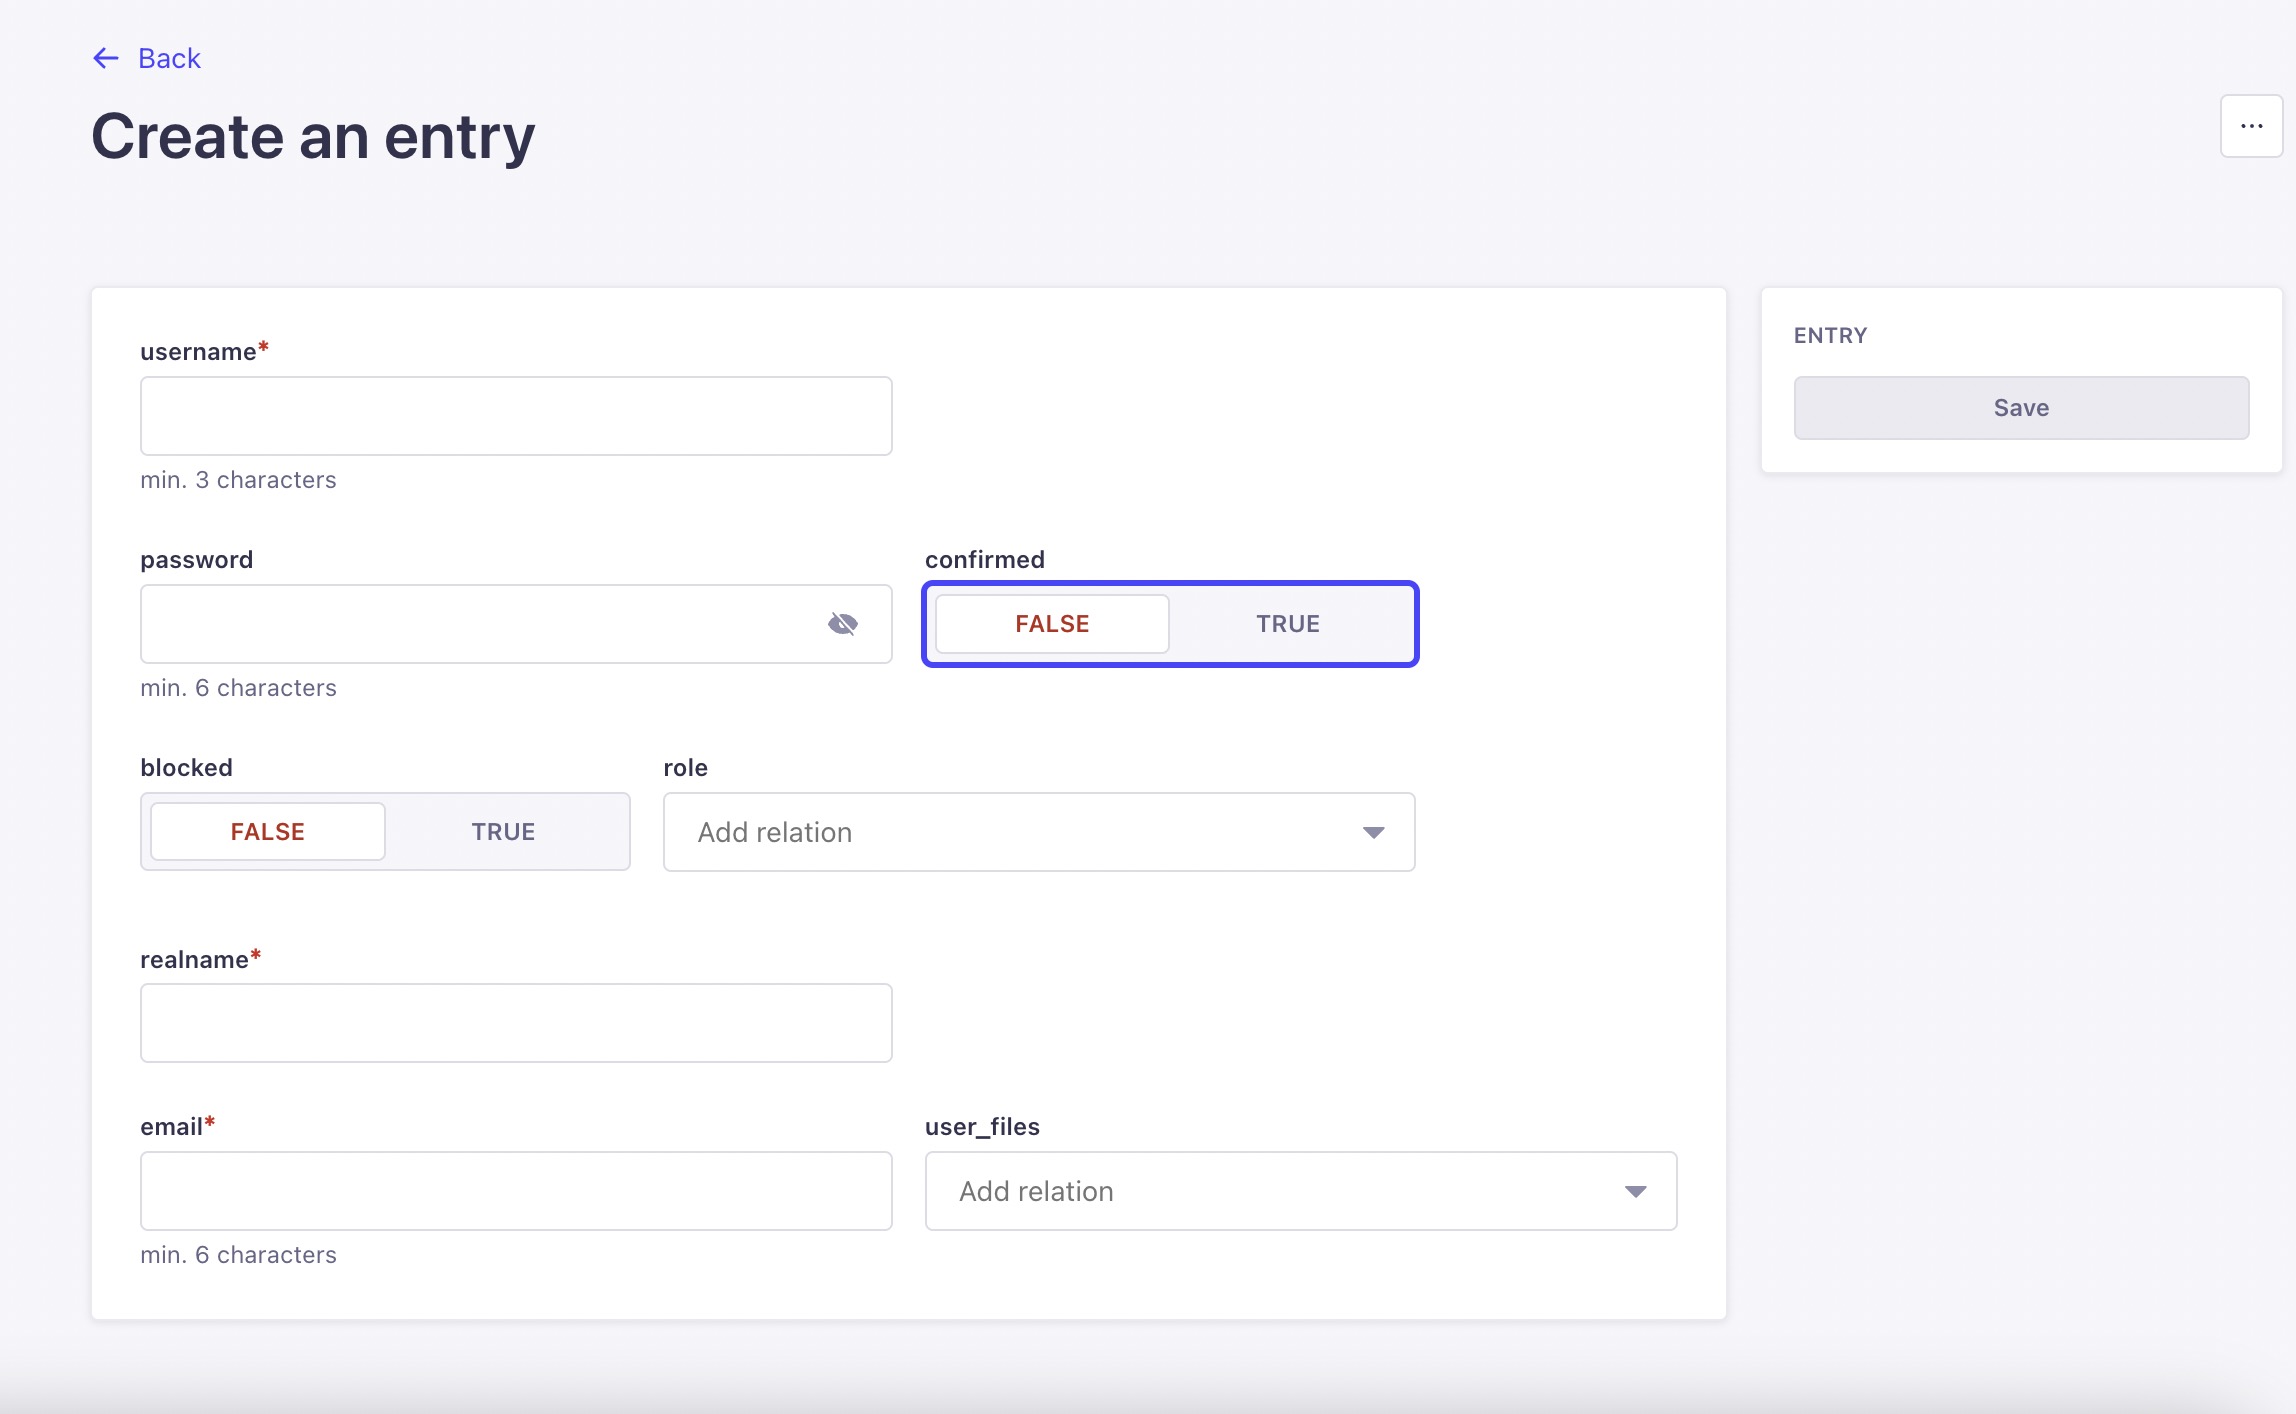 Back
Create an entry
...
username*
min. 3 characters
password
min. 6 characters
confirmed
FALSE TRUE
blocked
FALSE TRUE
role
Add relation
realname*
email*
min. 6 characters
user_files
Add relation
ENTRY
Save